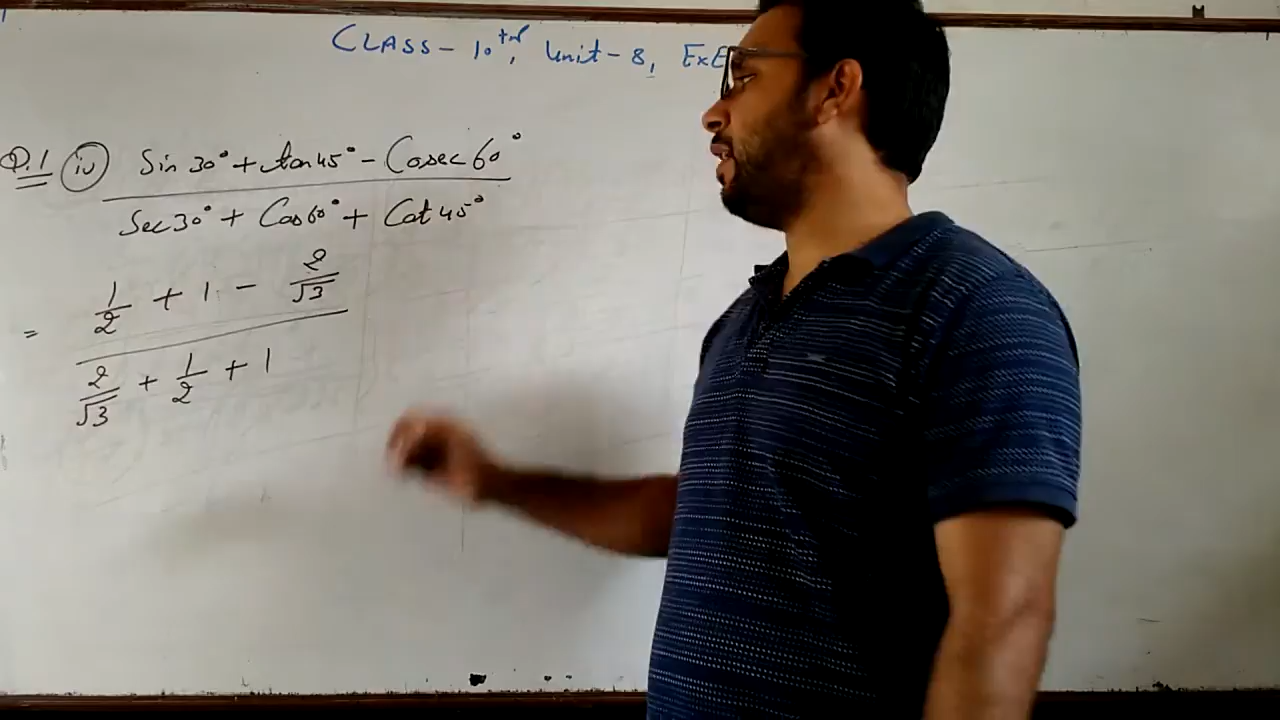 CLASS - 10th, Unit - 8, ExE
Q.1 (iv) Sin 30° + tan 45° - Cosec 60°
Sec 30° + Cos 60° + Cot 45°
= 1/2 + 1 - 2/√3
2/√3 + 1/2 + 1